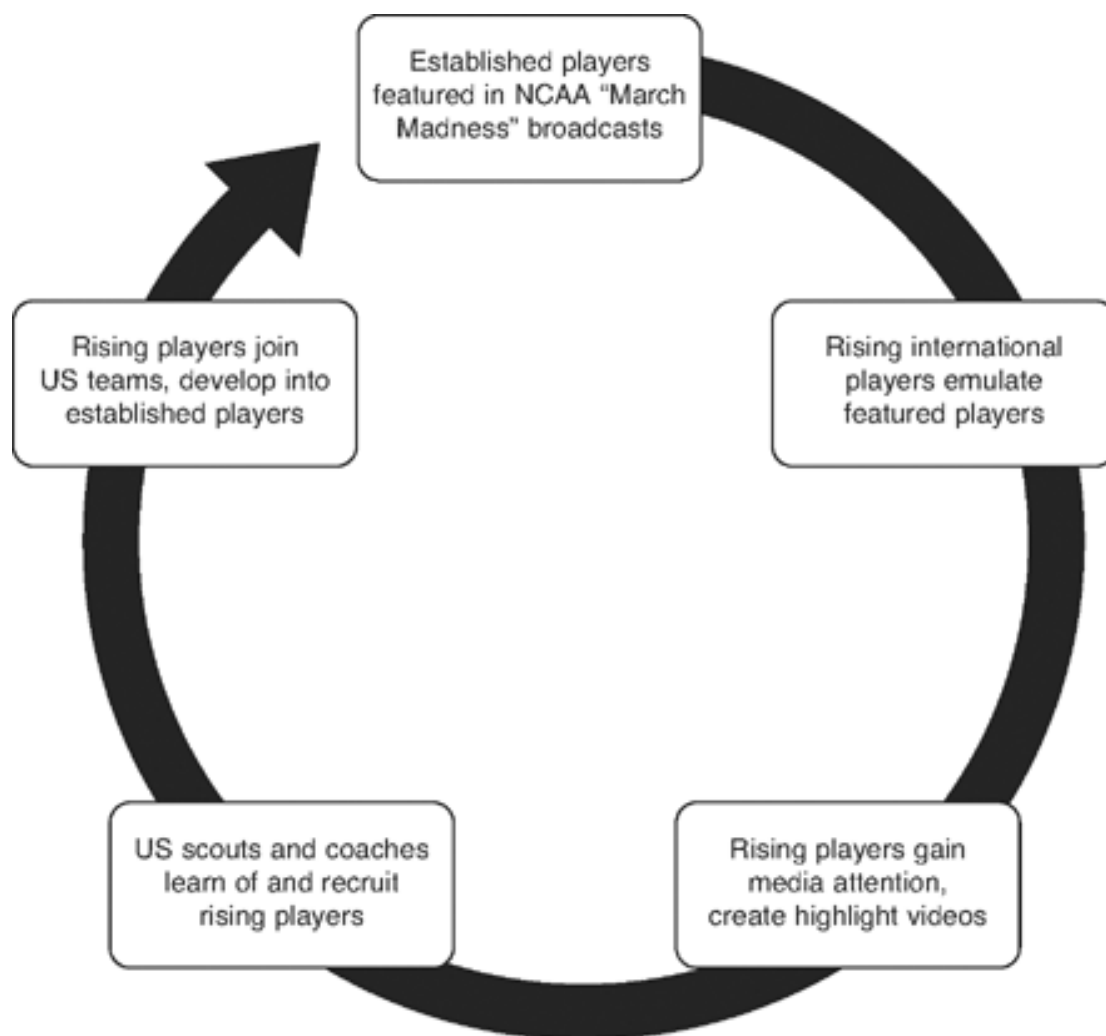 Established players
featured in NCAA “March
Madness” broadcasts
Rising international
players emulate
featured players
Rising players gain
media attention,
create highlight videos
US scouts and coaches
learn of and recruit
rising players
Rising players join
US teams, develop into
established players